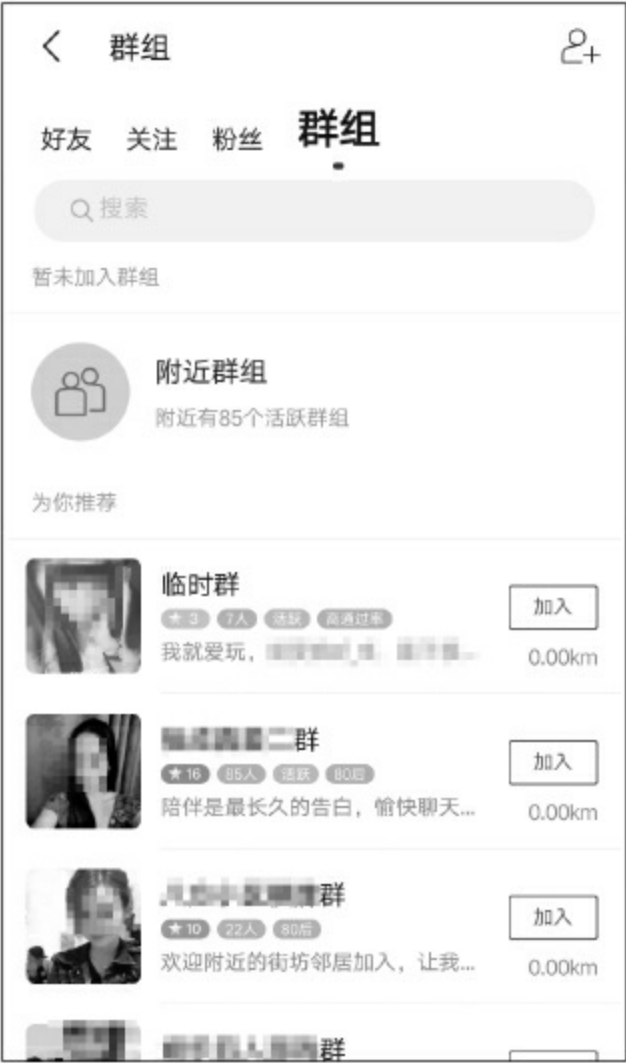 群组
好友 关注 粉丝 群组
搜索
暂未加入群组
附近群组
附近有85个活跃群组
为你推荐
临时群
★ 3 7人 活跃 高通过率
加入
我就爱玩，
0.00km
二群
★ 16 85人 活跃 80后
加入
陪伴是最长久的告白，愉快聊天...
0.00km
群
★ 10 22人 80后
加入
欢迎附近的街坊邻居加入，让我...
0.00km
群